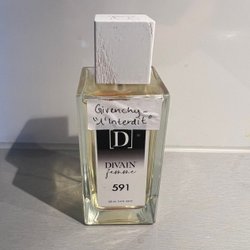 Givenchy -
"L'Interdit"
[D]
DIVAIN
femme
591